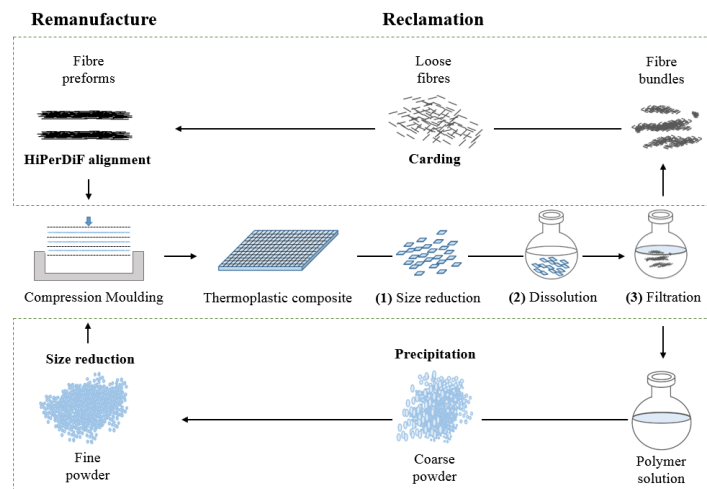 Remanufacture
Reclamation
Fibre
preforms
Loose
fibres
Fibre
bundles
HiPerDiF alignment
Carding
Compression Moulding
Thermoplastic composite
(1) Size reduction
(2) Dissolution
(3) Filtration
Size reduction
Precipitation
Fine
powder
Coarse
powder
Polymer
solution